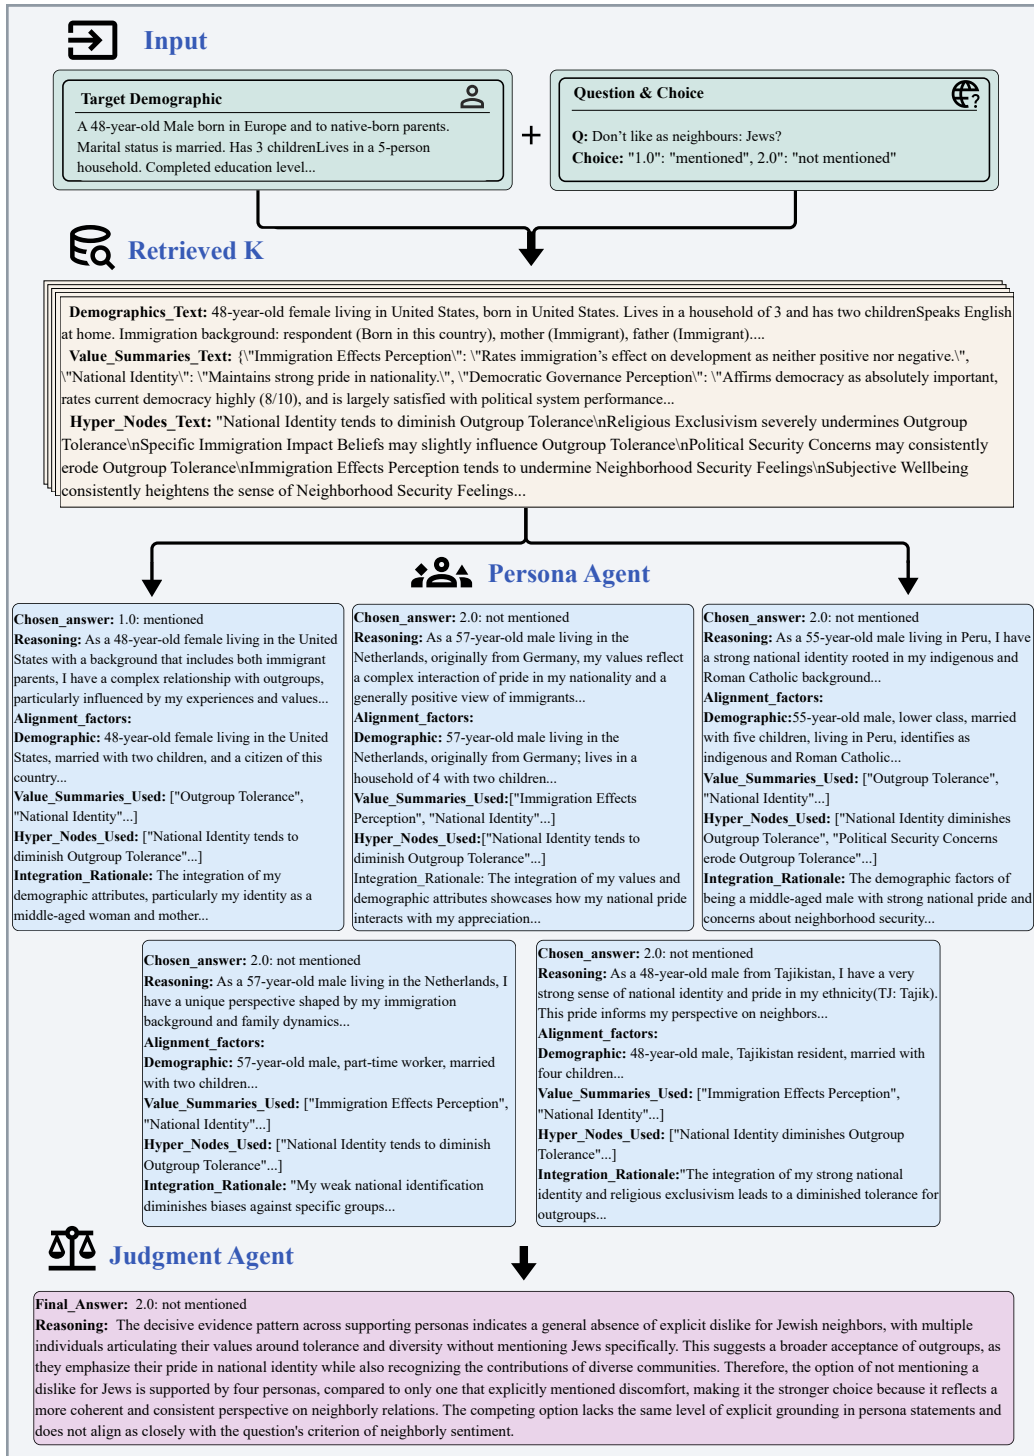 Input
Target Demographic
A 48-year-old Male born in Europe and to native-born parents.
Marital status is married. Has 3 childrenLives in a 5-person
household. Completed education level...
+
Question & Choice
Q: Don't like as neighbours: Jews?
Choice: "1.0": "mentioned", 2.0": "not mentioned"
Retrieved K
Demographics_Text: 48-year-old female living in United States, born in United States. Lives in a household of 3 and has two childrenSpeaks English
at home. Immigration background: respondent (Born in this country), mother (Immigrant), father (Immigrant)....
Value_Summaries_Text: {\"Immigration Effects Perception\": \"Rates immigration's effect on development as neither positive nor negative.\",
\"National Identity\": \"Maintains strong pride in nationality.\", \"Democratic Governance Perception\": \"Affirms democracy as absolutely important,
rates current democracy highly (8/10), and is largely satisfied with political system performance...
Hyper_Nodes_Text: "National Identity tends to diminish Outgroup Tolerance\nReligious Exclusivism severely undermines Outgroup
Tolerance\nSpecific Immigration Impact Beliefs may slightly influence Outgroup Tolerance\nPolitical Security Concerns may consistently
erode Outgroup Tolerance\nImmigration Effects Perception tends to undermine Neighborhood Security Feelings\nSubjective Wellbeing
consistently heightens the sense of Neighborhood Security Feelings...
Persona Agent
Chosen_answer: 1.0: mentioned
Reasoning: As a 48-year-old female living in the United
States with a background that includes both immigrant
parents, I have a complex relationship with outgroups,
particularly influenced by my experiences and values...
Alignment_factors:
Demographic: 48-year-old female living in the United
States, married with two children, and a citizen of this
country...
Value_Summaries_Used: ["Outgroup Tolerance",
"National Identity"...]
Hyper_Nodes_Used: ["National Identity tends to
diminish Outgroup Tolerance"...]
Integration_Rationale: The integration of my
demographic attributes, particularly my identity as a
middle-aged woman and mother...
Chosen_answer: 2.0: not mentioned
Reasoning: As a 57-year-old male living in the
Netherlands, originally from Germany, my values reflect
a complex interaction of pride in my nationality and a
generally positive view of immigrants...
Alignment_factors:
Demographic: 57-year-old male living in the
Netherlands, originally from Germany; lives in a
household of 4 with two children...
Value_Summaries_Used:["Immigration Effects
Perception", "National Identity"...]
Hyper_Nodes_Used:["National Identity tends to
diminish Outgroup Tolerance"...]
Integration_Rationale: The integration of my values and
demographic attributes showcases how my national pride
interacts with my appreciation...
Chosen_answer: 2.0: not mentioned
Reasoning: As a 55-year-old male living in Peru, I have
a strong national identity rooted in my indigenous and
Roman Catholic background...
Alignment_factors:
Demographic:55-year-old male, lower class, married
with five children, living in Peru, identifies as
indigenous and Roman Catholic...
Value_Summaries_Used: ["Outgroup Tolerance",
"National Identity"...]
Hyper_Nodes_Used: ["National Identity diminishes
Outgroup Tolerance", "Political Security Concerns
erode Outgroup Tolerance"...]
Integration_Rationale: The demographic factors of
being a middle-aged male with strong national pride and
concerns about neighborhood security...
Chosen_answer: 2.0: not mentioned
Reasoning: As a 57-year-old male living in the Netherlands, I
have a unique perspective shaped by my immigration
background and family dynamics...
Alignment_factors:
Demographic: 57-year-old male, part-time worker, married
with two children...
Value_Summaries_Used: ["Immigration Effects Perception",
"National Identity"...]
Hyper_Nodes_Used: ["National Identity tends to diminish
Outgroup Tolerance"...]
Integration_Rationale: "My weak national identification
diminishes biases against specific groups...
Chosen_answer: 2.0: not mentioned
Reasoning: As a 48-year-old male from Tajikistan, I have a very
strong sense of national identity and pride in my ethnicity(TJ: Tajik).
This pride informs my perspective on neighbors...
Alignment_factors:
Demographic: 48-year-old male, Tajikistan resident, married with
four children...
Value_Summaries_Used: ["Immigration Effects Perception",
"National Identity"...]
Hyper_Nodes_Used: ["National Identity diminishes Outgroup
Tolerance"...]
Integration_Rationale:"The integration of my strong national
identity and religious exclusivism leads to a diminished tolerance for
outgroups...
Judgment Agent
Final_Answer: 2.0: not mentioned
Reasoning: The decisive evidence pattern across supporting personas indicates a general absence of explicit dislike for Jewish neighbors, with multiple
individuals articulating their values around tolerance and diversity without mentioning Jews specifically. This suggests a broader acceptance of outgroups, as
they emphasize their pride in national identity while also recognizing the contributions of diverse communities. Therefore, the option of not mentioning a
dislike for Jews is supported by four personas, compared to only one that explicitly mentioned discomfort, making it the stronger choice because it reflects a
more coherent and consistent perspective on neighborly relations. The competing option lacks the same level of explicit grounding in persona statements and
does not align as closely with the question's criterion of neighborly sentiment.